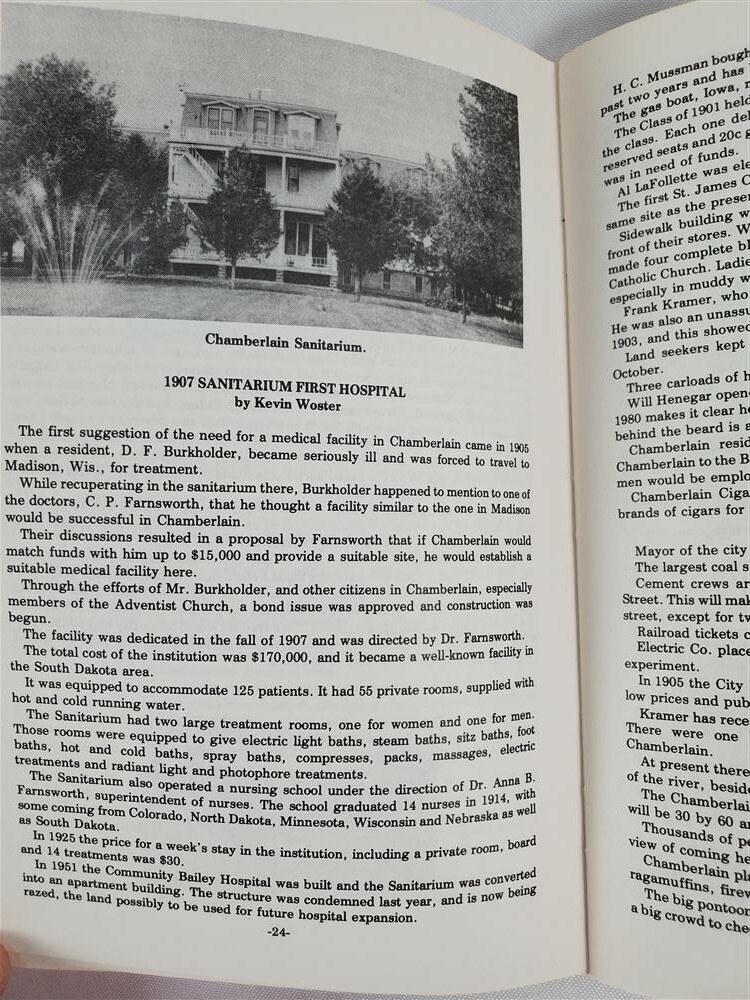 Chamberlain Sanitarium.
1907 SANITARIUM FIRST HOSPITAL
by Kevin Woster
The first suggestion of the need for a medical facility in Chamberlain came in 1905
when a resident, D. F. Burkholder, became seriously ill and was forced to travel to
Madison, Wis., for treatment.
While recuperating in the sanitarium there, Burkholder happened to mention to one of
the doctors, C. P. Farnsworth, that he thought a facility similar to the one in Madison
would be successful in Chamberlain.
Their discussions resulted in a proposal by Farnsworth that if Chamberlain would
match funds with him up to $15,000 and provide a suitable site, he would establish a
suitable medical facility here.
Through the efforts of Mr. Burkholder, and other citizens in Chamberlain, especially
members of the Adventist Church, a bond issue was approved and construction was
begun.
The facility was dedicated in the fall of 1907 and was directed by Dr. Farnsworth.
The total cost of the institution was $170,000, and it became a well-known facility in
the South Dakota area.
It was equipped to accommodate 125 patients. It had 55 private rooms, supplied with
hot and cold running water.
The Sanitarium had two large treatment rooms, one for women and one for men.
Those rooms were equipped to give electric light baths, steam baths, sitz baths, foot
baths, hot and cold baths, spray baths, compresses, packs, massages, electric
treatments and radiant light and photophore treatments.
The Sanitarium also operated a nursing school under the direction of Dr. Anna B.
Farnsworth, superintendent of nurses. The school graduated 14 nurses in 1914, with
some coming from Colorado, North Dakota, Minnesota, Wisconsin and Nebraska as well
as South Dakota.
In 1925 the price for a week's stay in the institution, including a private room, board
and 14 treatments was $30.
In 1951 the Community Bailey Hospital was built and the Sanitarium was converted
into an apartment building. The structure was condemned last year, and is now being
razed, the land possibly to be used for future hospital expansion.
-24-
H. C. Mussman bough
past two years and has
The gas boat, Iowa,
The Class of 1901 held
the class. Each one del
reserved seats and 20c
was in need of funds.
Al LaFollette was ele
The first St. James C
same site as the prese
Sidewalk building w
front of their stores. W
made four complete bl
Catholic Church. Ladie
especially in muddy w
Frank Kramer, who
He was also an unassu
1903, and this showed
Land seekers kept
October.
Three carloads of h
Will Henegar open
1980 makes it clear he
behind the beard is a
Chamberlain resid
Chamberlain to the B
men would be emplo
Chamberlain Ciga
brands of cigars for
Mayor of the city
The largest coal s
Cement crews ar
Street. This will mak
street, except for tw
Railroad tickets
Electric Co. place
experiment.
In 1905 the City
low prices and pub
Kramer has rece
There were one
Chamberlain.
At present there
of the river, besid
The Chamberlai
will be 30 by 60 a
Thousands of pe
view of coming he
Chamberlain pla
ragamuffins, firev
The big pontoon
a big crowd to che